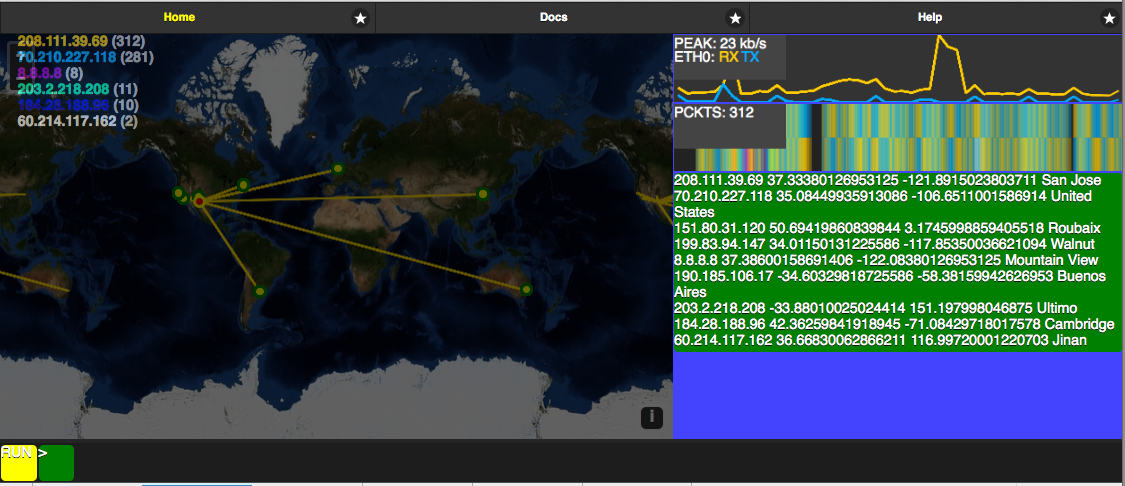 Home
Docs
Help
208.111.39.69 (312)
70.210.227.118 (281)
8.8.8.8 (8)
203.2.218.208 (11)
184.28.188.96 (10)
60.214.117.162 (2)
PEAK: 23 kb/s
ETH0: RX TX
PCKTS: 312
208.111.39.69 37.33380126953125 -121.8915023803711 San Jose
70.210.227.118 35.08449935913086 -106.6511001586914 United
States
151.80.31.120 50.69419860839844 3.1745998859405518 Roubaix
199.83.94.147 34.01150131225586 -117.85350036621094 Walnut
8.8.8.8 37.38600158691406 -122.08380126953125 Mountain View
190.185.106.17 -34.60329818725586 -58.38159942626953 Buenos
Aires
203.2.218.208 -33.88010025024414 151.197998046875 Ultimo
184.28.188.96 42.36259841918945 -71.08429718017578 Cambridge
60.214.117.162 36.66830062866211 116.99720001220703 Jinan
i
RUN >